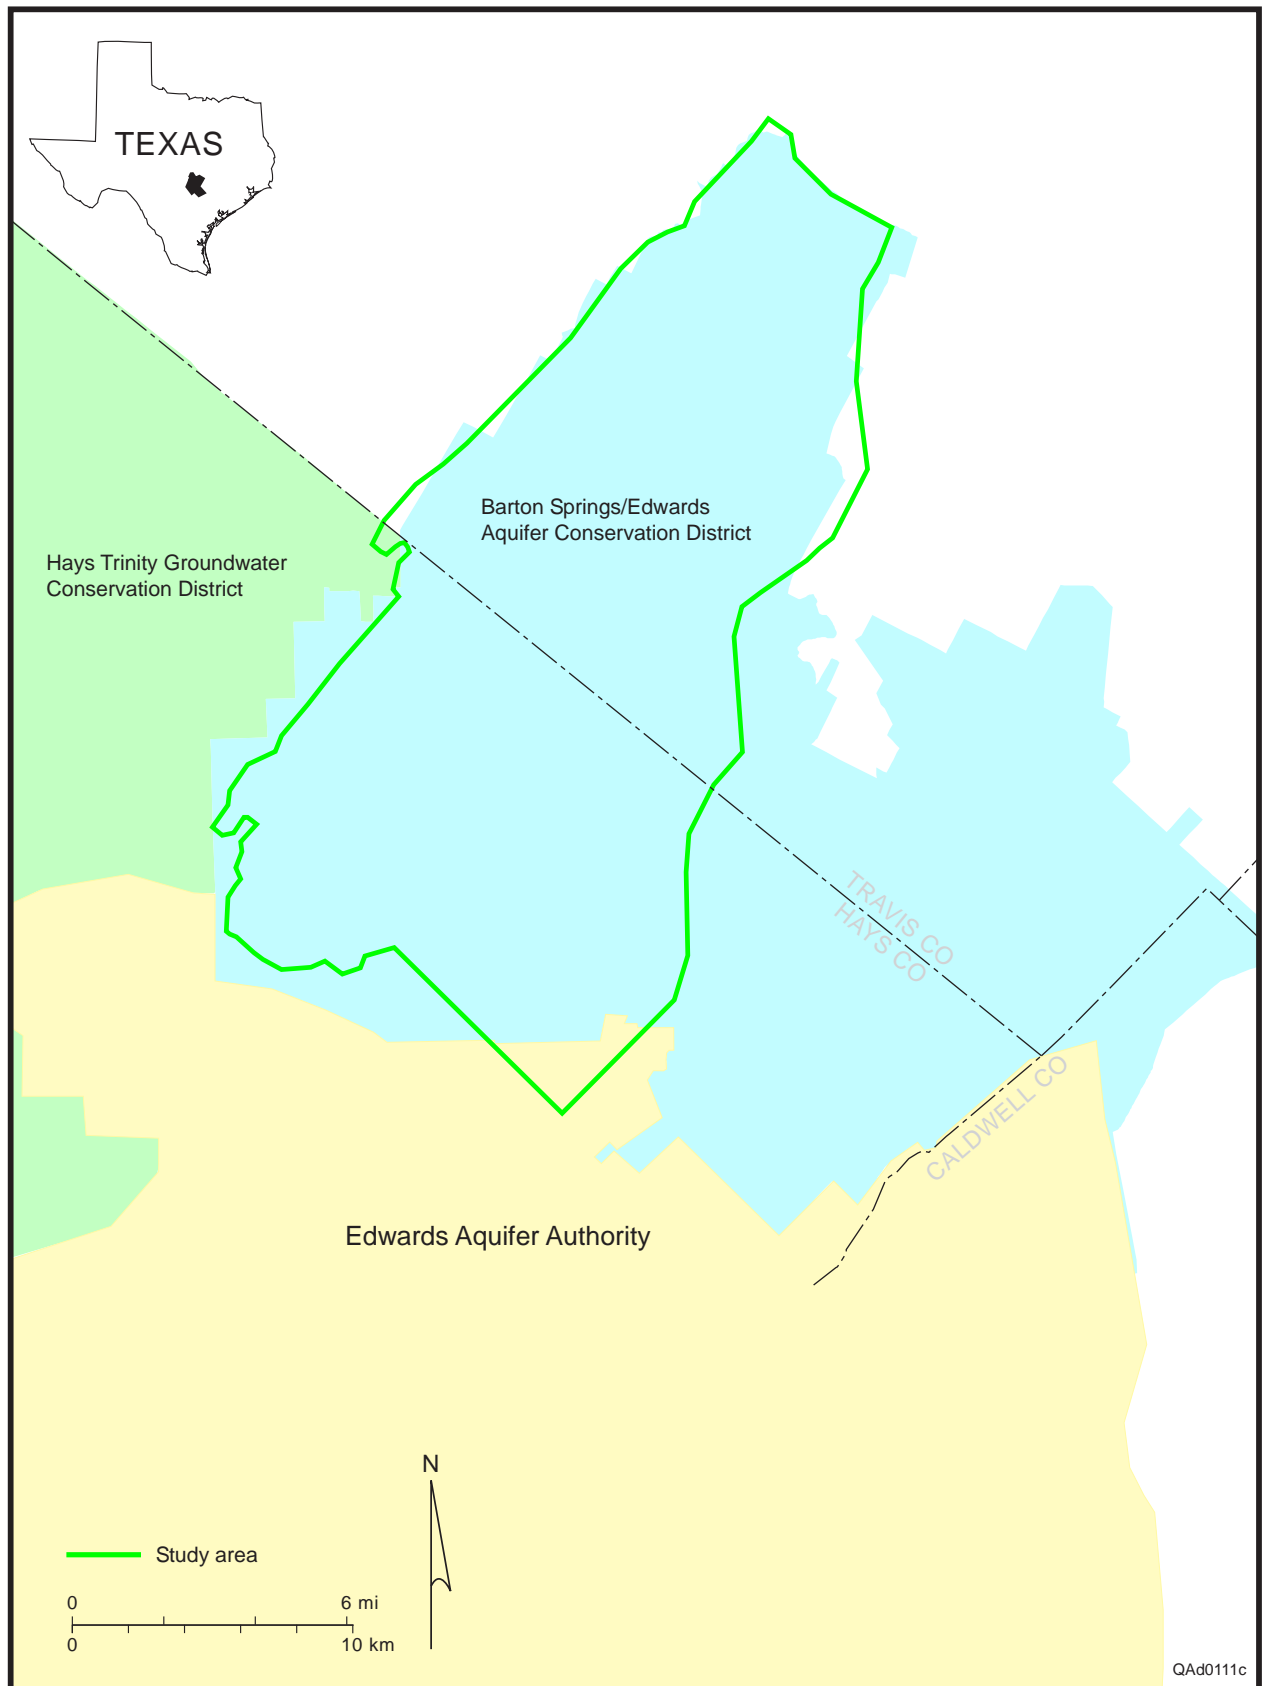 TEXAS
Barton Springs/Edwards
Aquifer Conservation District
Hays Trinity Groundwater
Conservation District
TRAVIS CO
HAYS CO
CALDWELL CO
Edwards Aquifer Authority
N
Study area
0 6 mi
0 10 km
QAd0111c